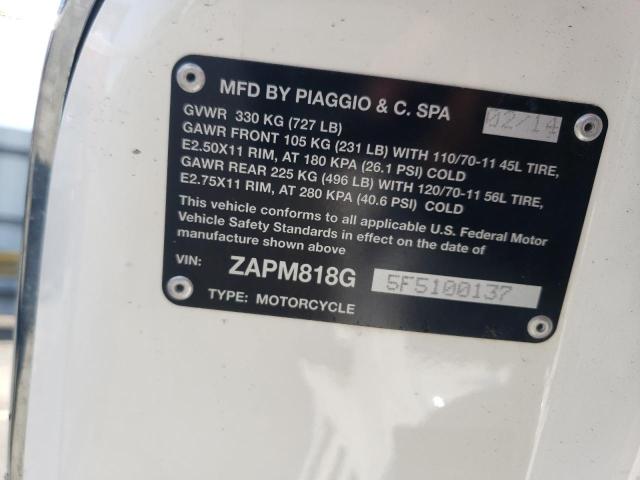 MFD BY PIAGGIO & C. SPA 02/14
GVWR 330 KG (727 LB)
GAWR FRONT 105 KG (231 LB) WITH 110/70-11 45L TIRE,
E2.50X11 RIM, AT 180 KPA (26.1 PSI) COLD
GAWR REAR 225 KG (496 LB) WITH 120/70-11 56L TIRE,
E2.75X11 RIM, AT 280 KPA (40.6 PSI) COLD
This vehicle conforms to all applicable U.S. Federal Motor
Vehicle Safety Standards in effect on the date of
manufacture shown above
VIN: ZAPM818G 5F5100137
TYPE: MOTORCYCLE